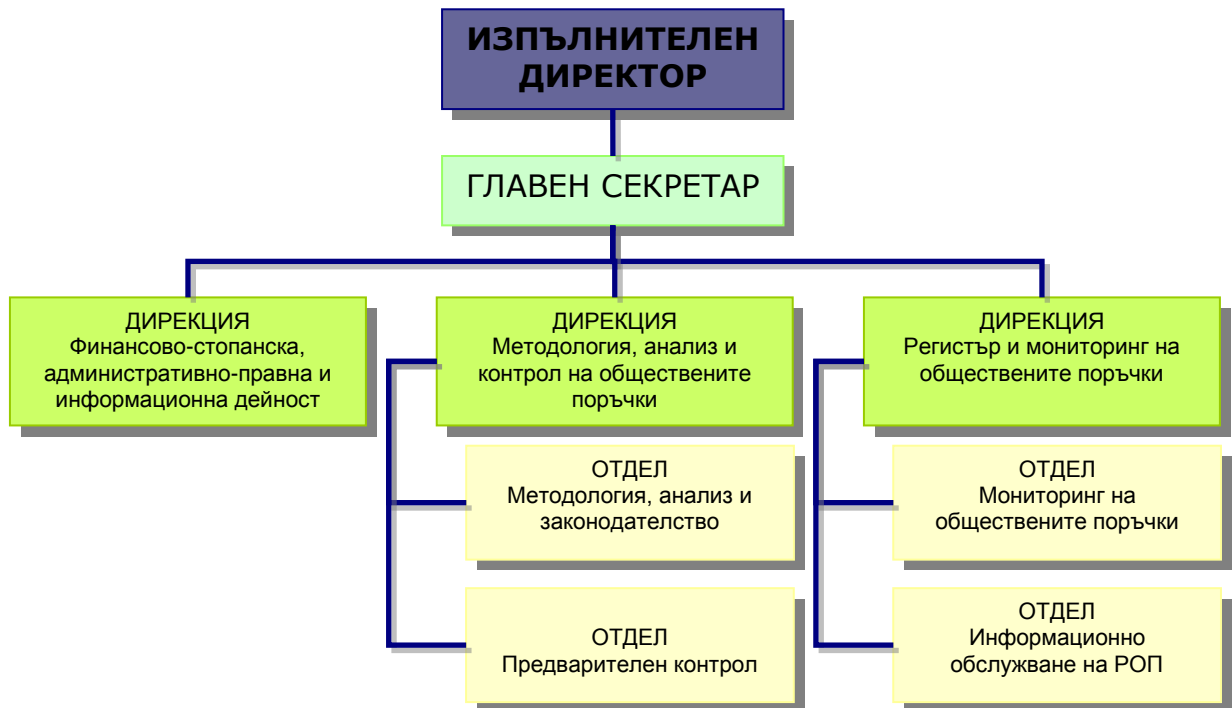 ИЗПЪЛНИТЕЛЕН
ДИРЕКТОР
ГЛАВЕН СЕКРЕТАР
ДИРЕКЦИЯ
Финансово-стопанска,
административно-правна и
информационна дейност
ДИРЕКЦИЯ
Методология, анализ и
контрол на обществените
поръчки
ДИРЕКЦИЯ
Регистър и мониторинг на
обществените поръчки
ОТДЕЛ
Методология, анализ и
законодателство
ОТДЕЛ
Мониторинг на
обществените поръчки
ОТДЕЛ
Предварителен контрол
ОТДЕЛ
Информационно
обслужване на РОП